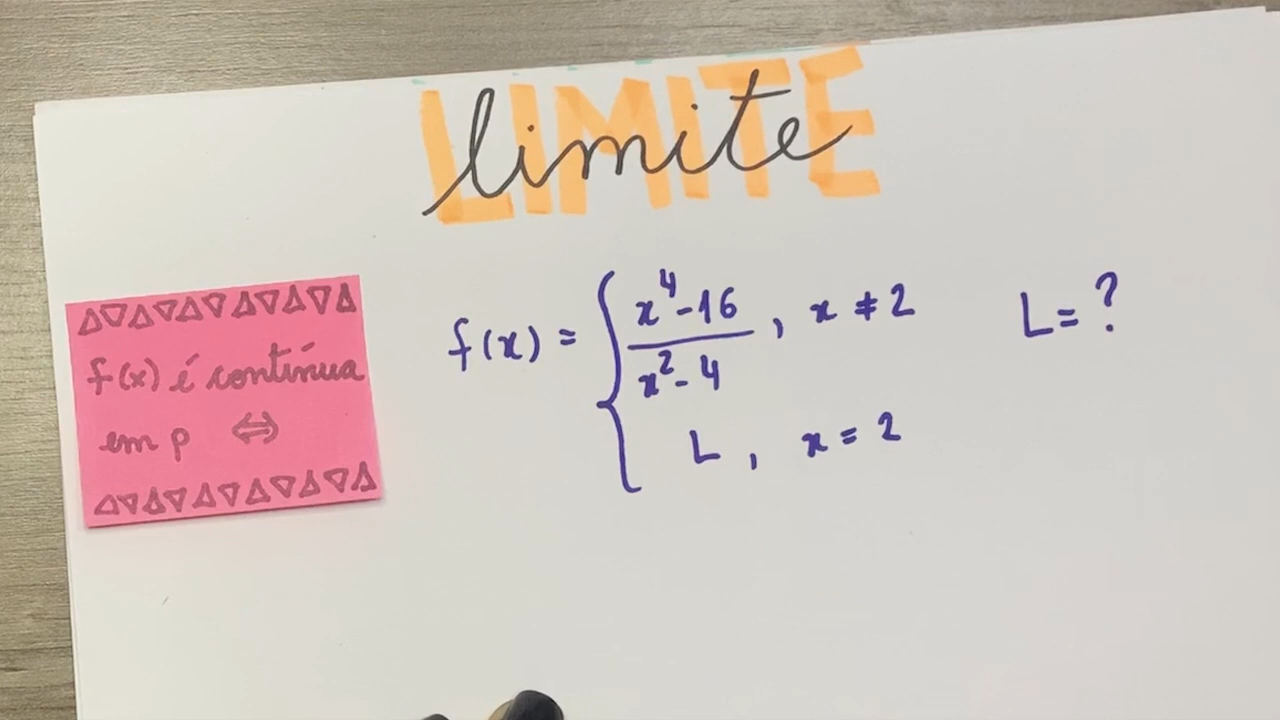 LIMITE
limite
f(x) é contínua
em p ⇔
f(x) = { x⁴-16 / x²-4 , x ≠ 2
L , x = 2
L = ?